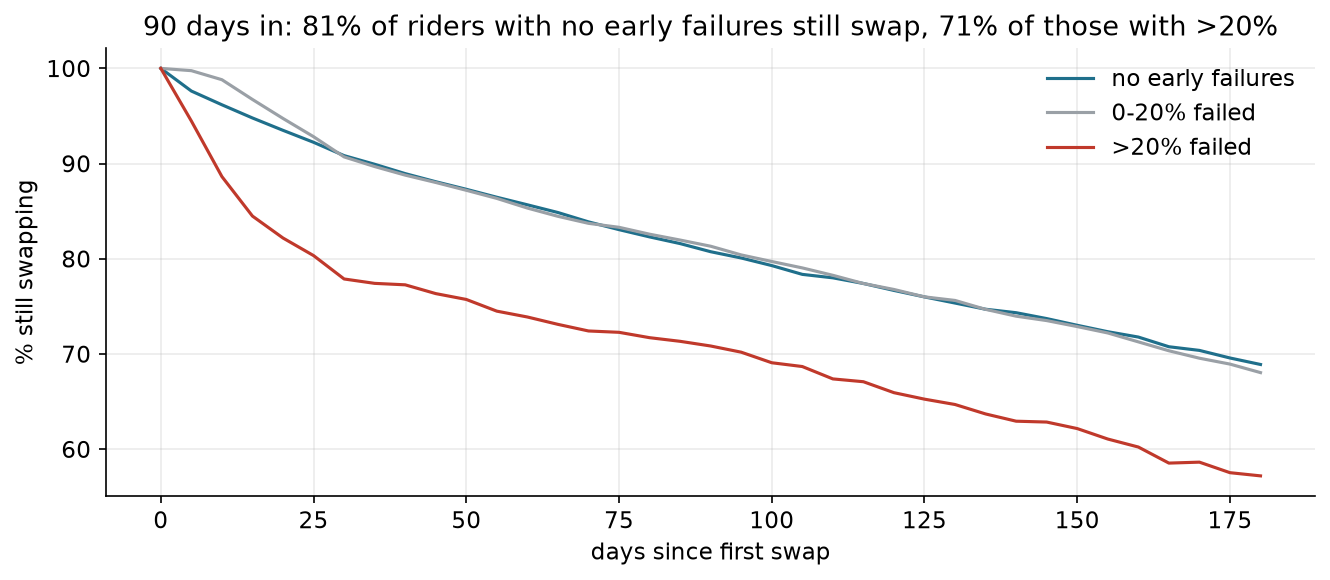 90 days in: 81% of riders with no early failures still swap, 71% of those with >20%
100
90
80
70
60
% still swapping
no early failures
0-20% failed
>20% failed
0 25 50 75 100 125 150 175
days since first swap